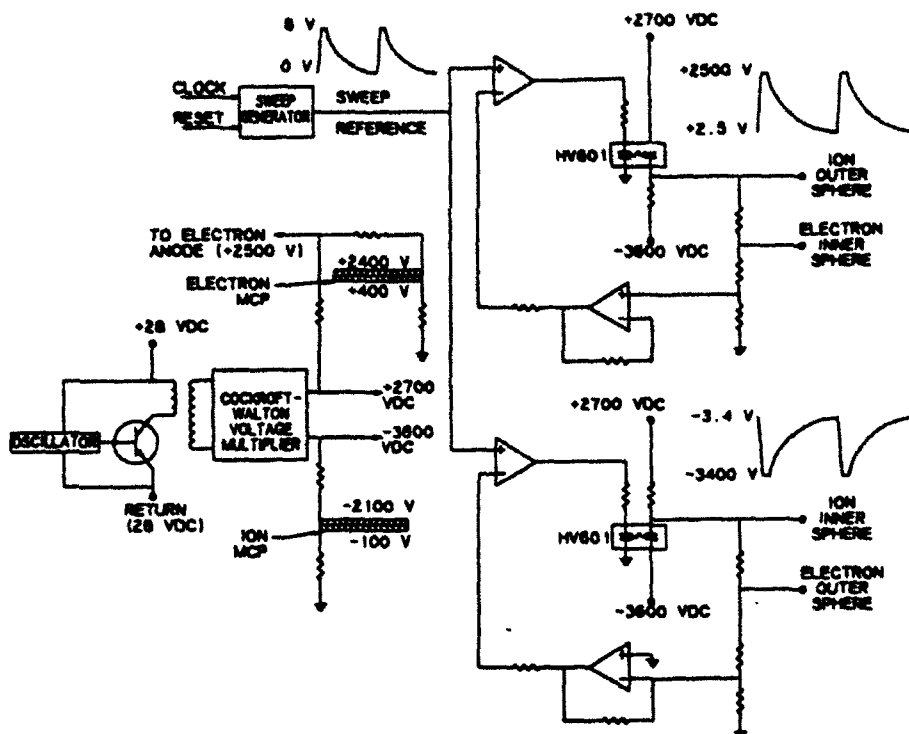 8 V
0 V
CLOCK
RESET
SWEEP
GENERATOR
SWEEP
REFERENCE
+2700 VDC
+2500 V
+2.5 V
HV601
ION
OUTER
SPHERE
-3600 VDC
ELECTRON
INNER
SPHERE
TO ELECTRON
ANODE (+2500 V)
+2400 V
ELECTRON
MCP
+400 V
+28 VDC
OSCILLATOR
RETURN
(28 VDC)
COCKROFT-
WALTON
VOLTAGE
MULTIPLIER
+2700
VDC
-3600
VDC
-2100 V
ION
MCP
-100 V
+2700 VDC
-3.4 V
-3400 V
HV601
ION
INNER
SPHERE
-3600 VDC
ELECTRON
OUTER
SPHERE